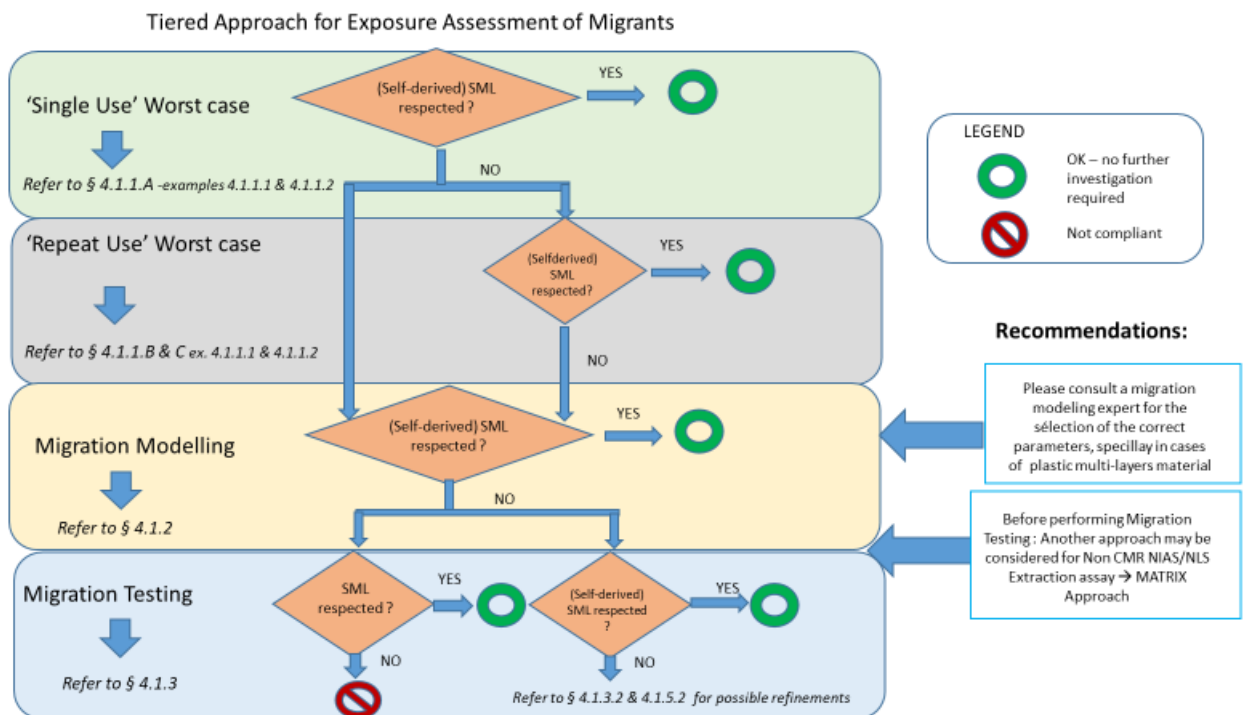 Tiered Approach for Exposure Assessment of Migrants
'Single Use' Worst case
Refer to § 4.1.1.A -examples 4.1.1.1 & 4.1.1.2
(Self-derived) SML
respected ?
YES
NO
'Repeat Use' Worst case
Refer to § 4.1.1.B & C ex. 4.1.1.1 & 4.1.1.2
(Selfderived)
SML
respected?
YES
NO
Migration Modelling
Refer to § 4.1.2
(Self-derived) SML
respected ?
YES
NO
Migration Testing
Refer to § 4.1.3
SML
respected ?
YES
NO
(Self-derived)
SML respected
?
YES
Refer to § 4.1.3.2 & 4.1.5.2 for possible refinements
NO
LEGEND
OK – no further
investigation
required
Not compliant
Recommendations:
Please consult a migration
modeling expert for the
sélection of the correct
parameters, specillay in cases
of plastic multi-layers material
Before performing Migration
Testing : Another approach may be
considered for Non CMR NIAS/NLS
Extraction assay → MATRIX
Approach